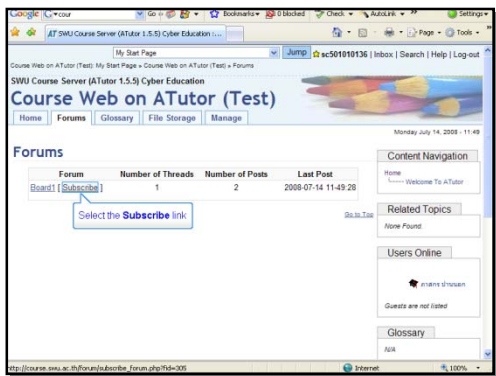 Google Go Bookmarks 0 blocked Check AutoLink Settings
AT SWU Course Server (ATutor 1.5.5) Cyber Education :... Page Tools
My Start Page Jump sc501010136 | Inbox | Search | Help | Log-out
Course Web on ATutor (Test): My Start Page » Course Web on ATutor (Test) » Forums
SWU Course Server (ATutor 1.5.5) Cyber Education
Course Web on ATutor (Test)
Home Forums Glossary File Storage Manage
Monday July 14, 2008 - 11:49
Forums
Content Navigation
Home
Welcome To ATutor
Forum Number of Threads Number of Posts Last Post
Board1 [ Subscribe ] 1 2 2008-07-14 11:49:28
Select the Subscribe link
Go to Top
Related Topics
None Found.
Users Online
Guests are not listed
Glossary
N/A
http://course.swu.ac.th/forum/subscribe_forum.php?fid=305 Internet 100%